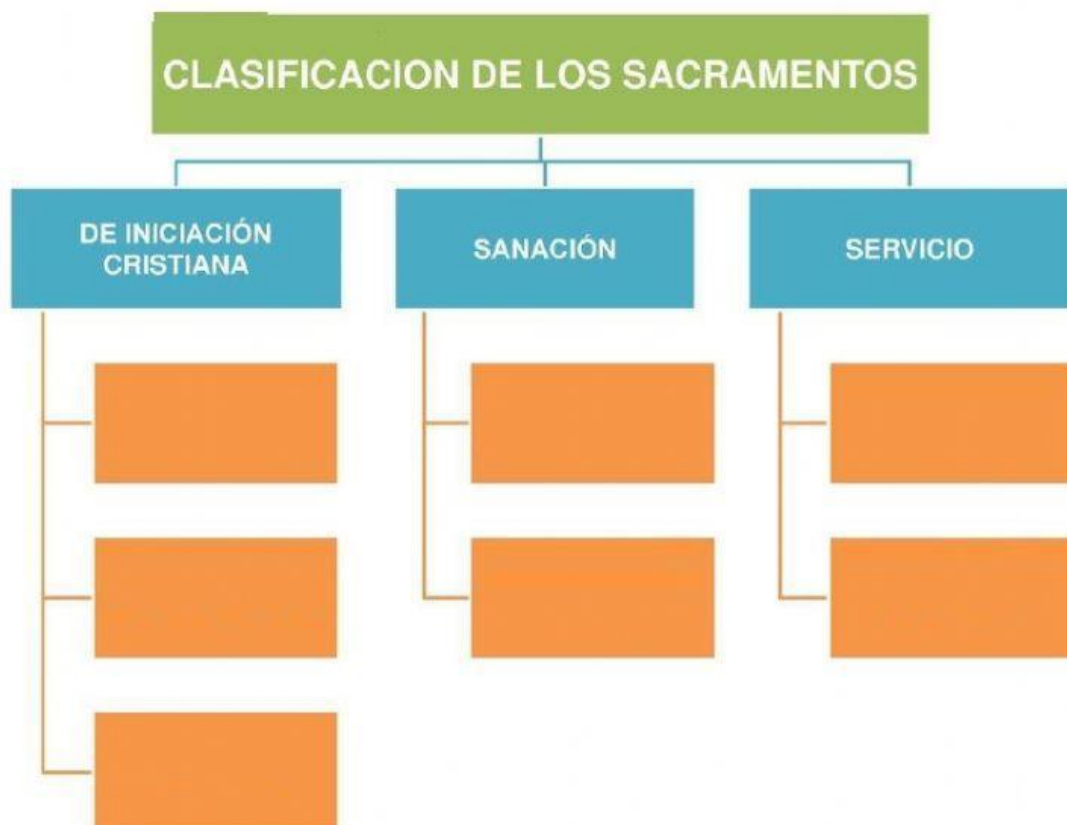 CLASIFICACION DE LOS SACRAMENTOS
DE INICIACIÓN
CRISTIANA
SANACIÓN
SERVICIO